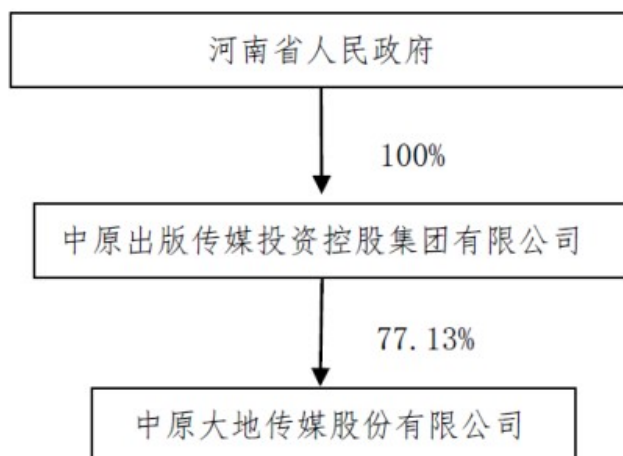 河南省人民政府
100%
中原出版传媒投资控股集团有限公司
77.13%
中原大地传媒股份有限公司